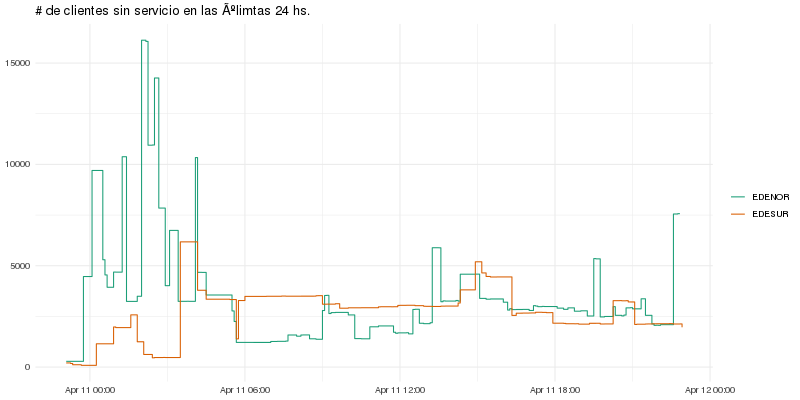 # de clientes sin servicio en las Ãºlimtas 24 hs.
15000
10000
5000
0
Apr 11 00:00
Apr 11 06:00
Apr 11 12:00
Apr 11 18:00
Apr 12 00:00
EDENOR
EDESUR